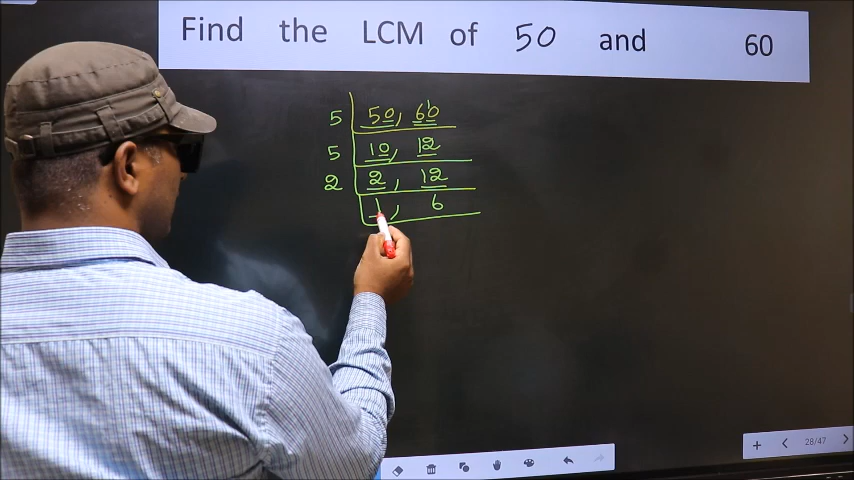 Find the LCM of 50 and 60
5 50, 60
5 10, 12
2 2, 12
1, 6
28/47